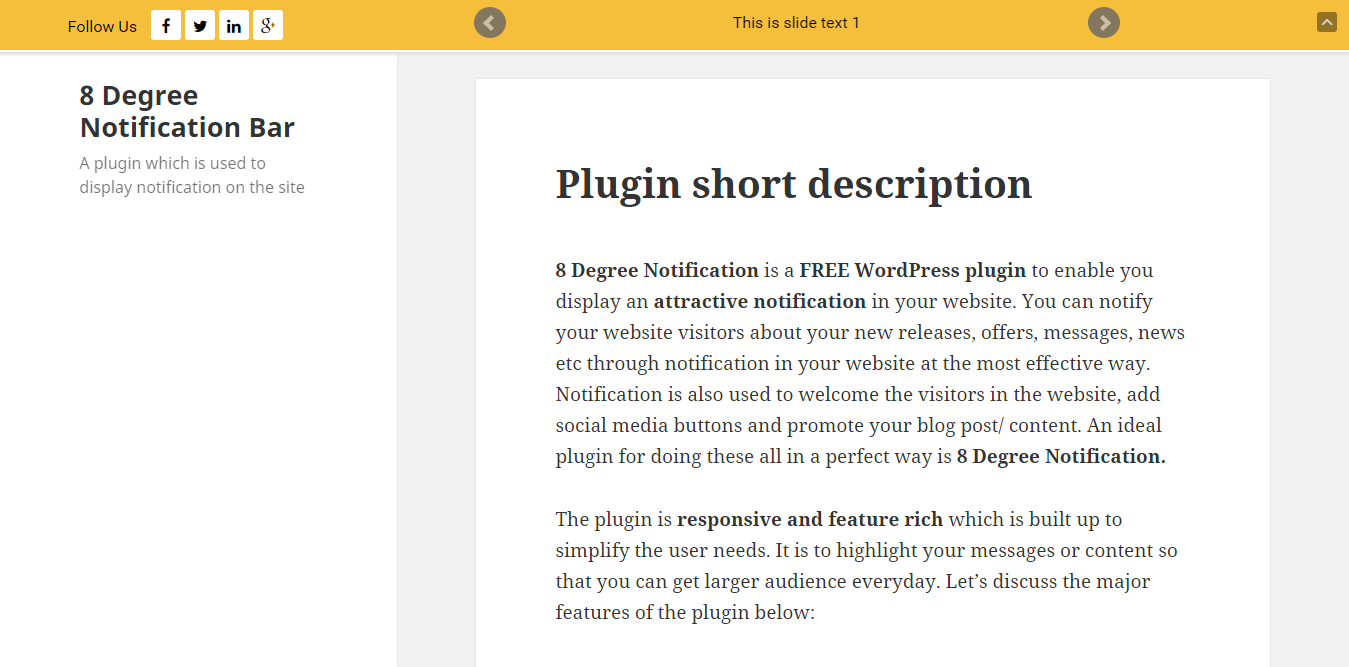 Follow Us
This is slide text 1
8 Degree
Notification Bar
A plugin which is used to
display notification on the site
Plugin short description
8 Degree Notification is a FREE WordPress plugin to enable you
display an attractive notification in your website. You can notify
your website visitors about your new releases, offers, messages, news
etc through notification in your website at the most effective way.
Notification is also used to welcome the visitors in the website, add
social media buttons and promote your blog post/ content. An ideal
plugin for doing these all in a perfect way is 8 Degree Notification.
The plugin is responsive and feature rich which is built up to
simplify the user needs. It is to highlight your messages or content so
that you can get larger audience everyday. Let’s discuss the major
features of the plugin below: